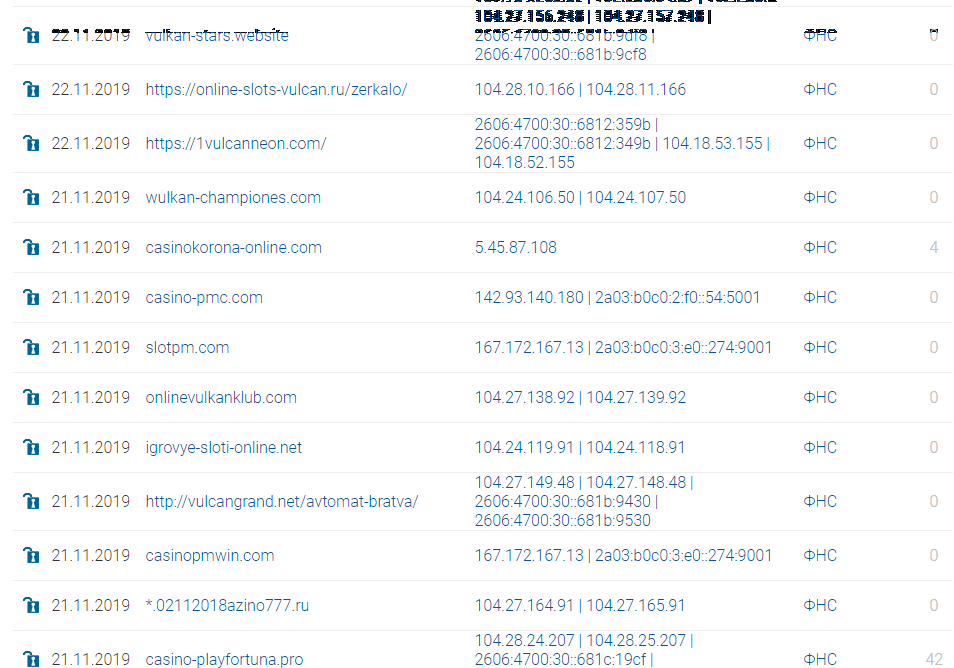 104.27.156.248 | 104.27.157.248 |
22.11.2019 vulkan-stars.website 2606:4700:30::681b:9df8 | ФНС 0
2606:4700:30::681b:9cf8
22.11.2019 https://online-slots-vulcan.ru/zerkalo/ 104.28.10.166 | 104.28.11.166 ФНС 0
2606:4700:30::6812:359b |
22.11.2019 https://1vulcanneon.com/ 2606:4700:30::6812:349b | 104.18.53.155 | ФНС 0
104.18.52.155
21.11.2019 wulkan-championes.com 104.24.106.50 | 104.24.107.50 ФНС 0
21.11.2019 casinokorona-online.com 5.45.87.108 ФНС 4
21.11.2019 casino-pmc.com 142.93.140.180 | 2a03:b0c0:2:f0::54:5001 ФНС 0
21.11.2019 slotpm.com 167.172.167.13 | 2a03:b0c0:3:e0::274:9001 ФНС 0
21.11.2019 onlinevulkanklub.com 104.27.138.92 | 104.27.139.92 ФНС 0
21.11.2019 igrovye-sloti-online.net 104.24.119.91 | 104.24.118.91 ФНС 0
104.27.149.48 | 104.27.148.48 |
21.11.2019 http://vulcangrand.net/avtomat-bratva/ 2606:4700:30::681b:9430 | ФНС 0
2606:4700:30::681b:9530
21.11.2019 casinopmwin.com 167.172.167.13 | 2a03:b0c0:3:e0::274:9001 ФНС 0
21.11.2019 *.02112018azino777.ru 104.27.164.91 | 104.27.165.91 ФНС 0
104.28.24.207 | 104.28.25.207 |
21.11.2019 casino-playfortuna.pro 2606:4700:30::681c:19cf | ФНС 42